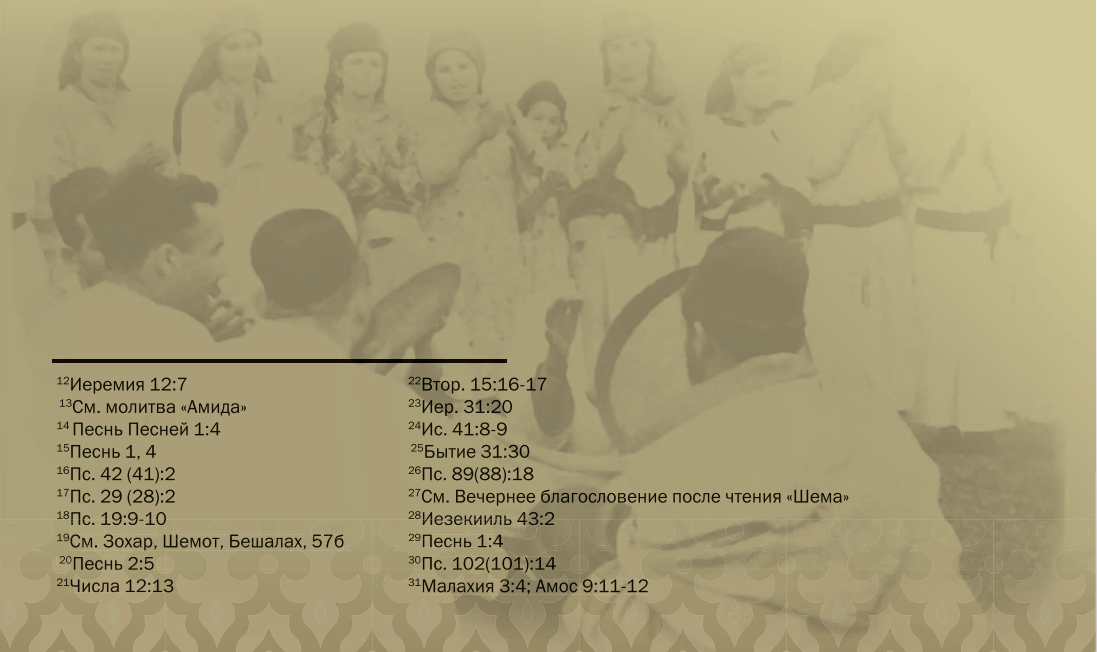 ¹²Иеремия 12:7
¹³См. молитва «Амида»
¹⁴ Песнь Песней 1:4
¹⁵Песнь 1, 4
¹⁶Пс. 42 (41):2
¹⁷Пс. 29 (28):2
¹⁸Пс. 19:9-10
¹⁹См. Зохар, Шемот, Бешалах, 57б
²⁰Песнь 2:5
²¹Числа 12:13
²²Втор. 15:16-17
²³Иер. 31:20
²⁴Ис. 41:8-9
²⁵Бытие 31:30
²⁶Пс. 89(88):18
²⁷См. Вечернее благословение после чтения «Шема»
²⁸Иезекииль 43:2
²⁹Песнь 1:4
³⁰Пс. 102(101):14
³¹Малахия 3:4; Амос 9:11-12